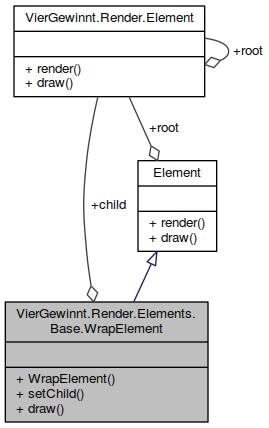 VierGewinnt.Render.Element
+ render()
+ draw()
+root
+root
Element
+ render()
+ draw()
+child
VierGewinnt.Render.Elements.
Base.WrapElement
+ WrapElement()
+ setChild()
+ draw()